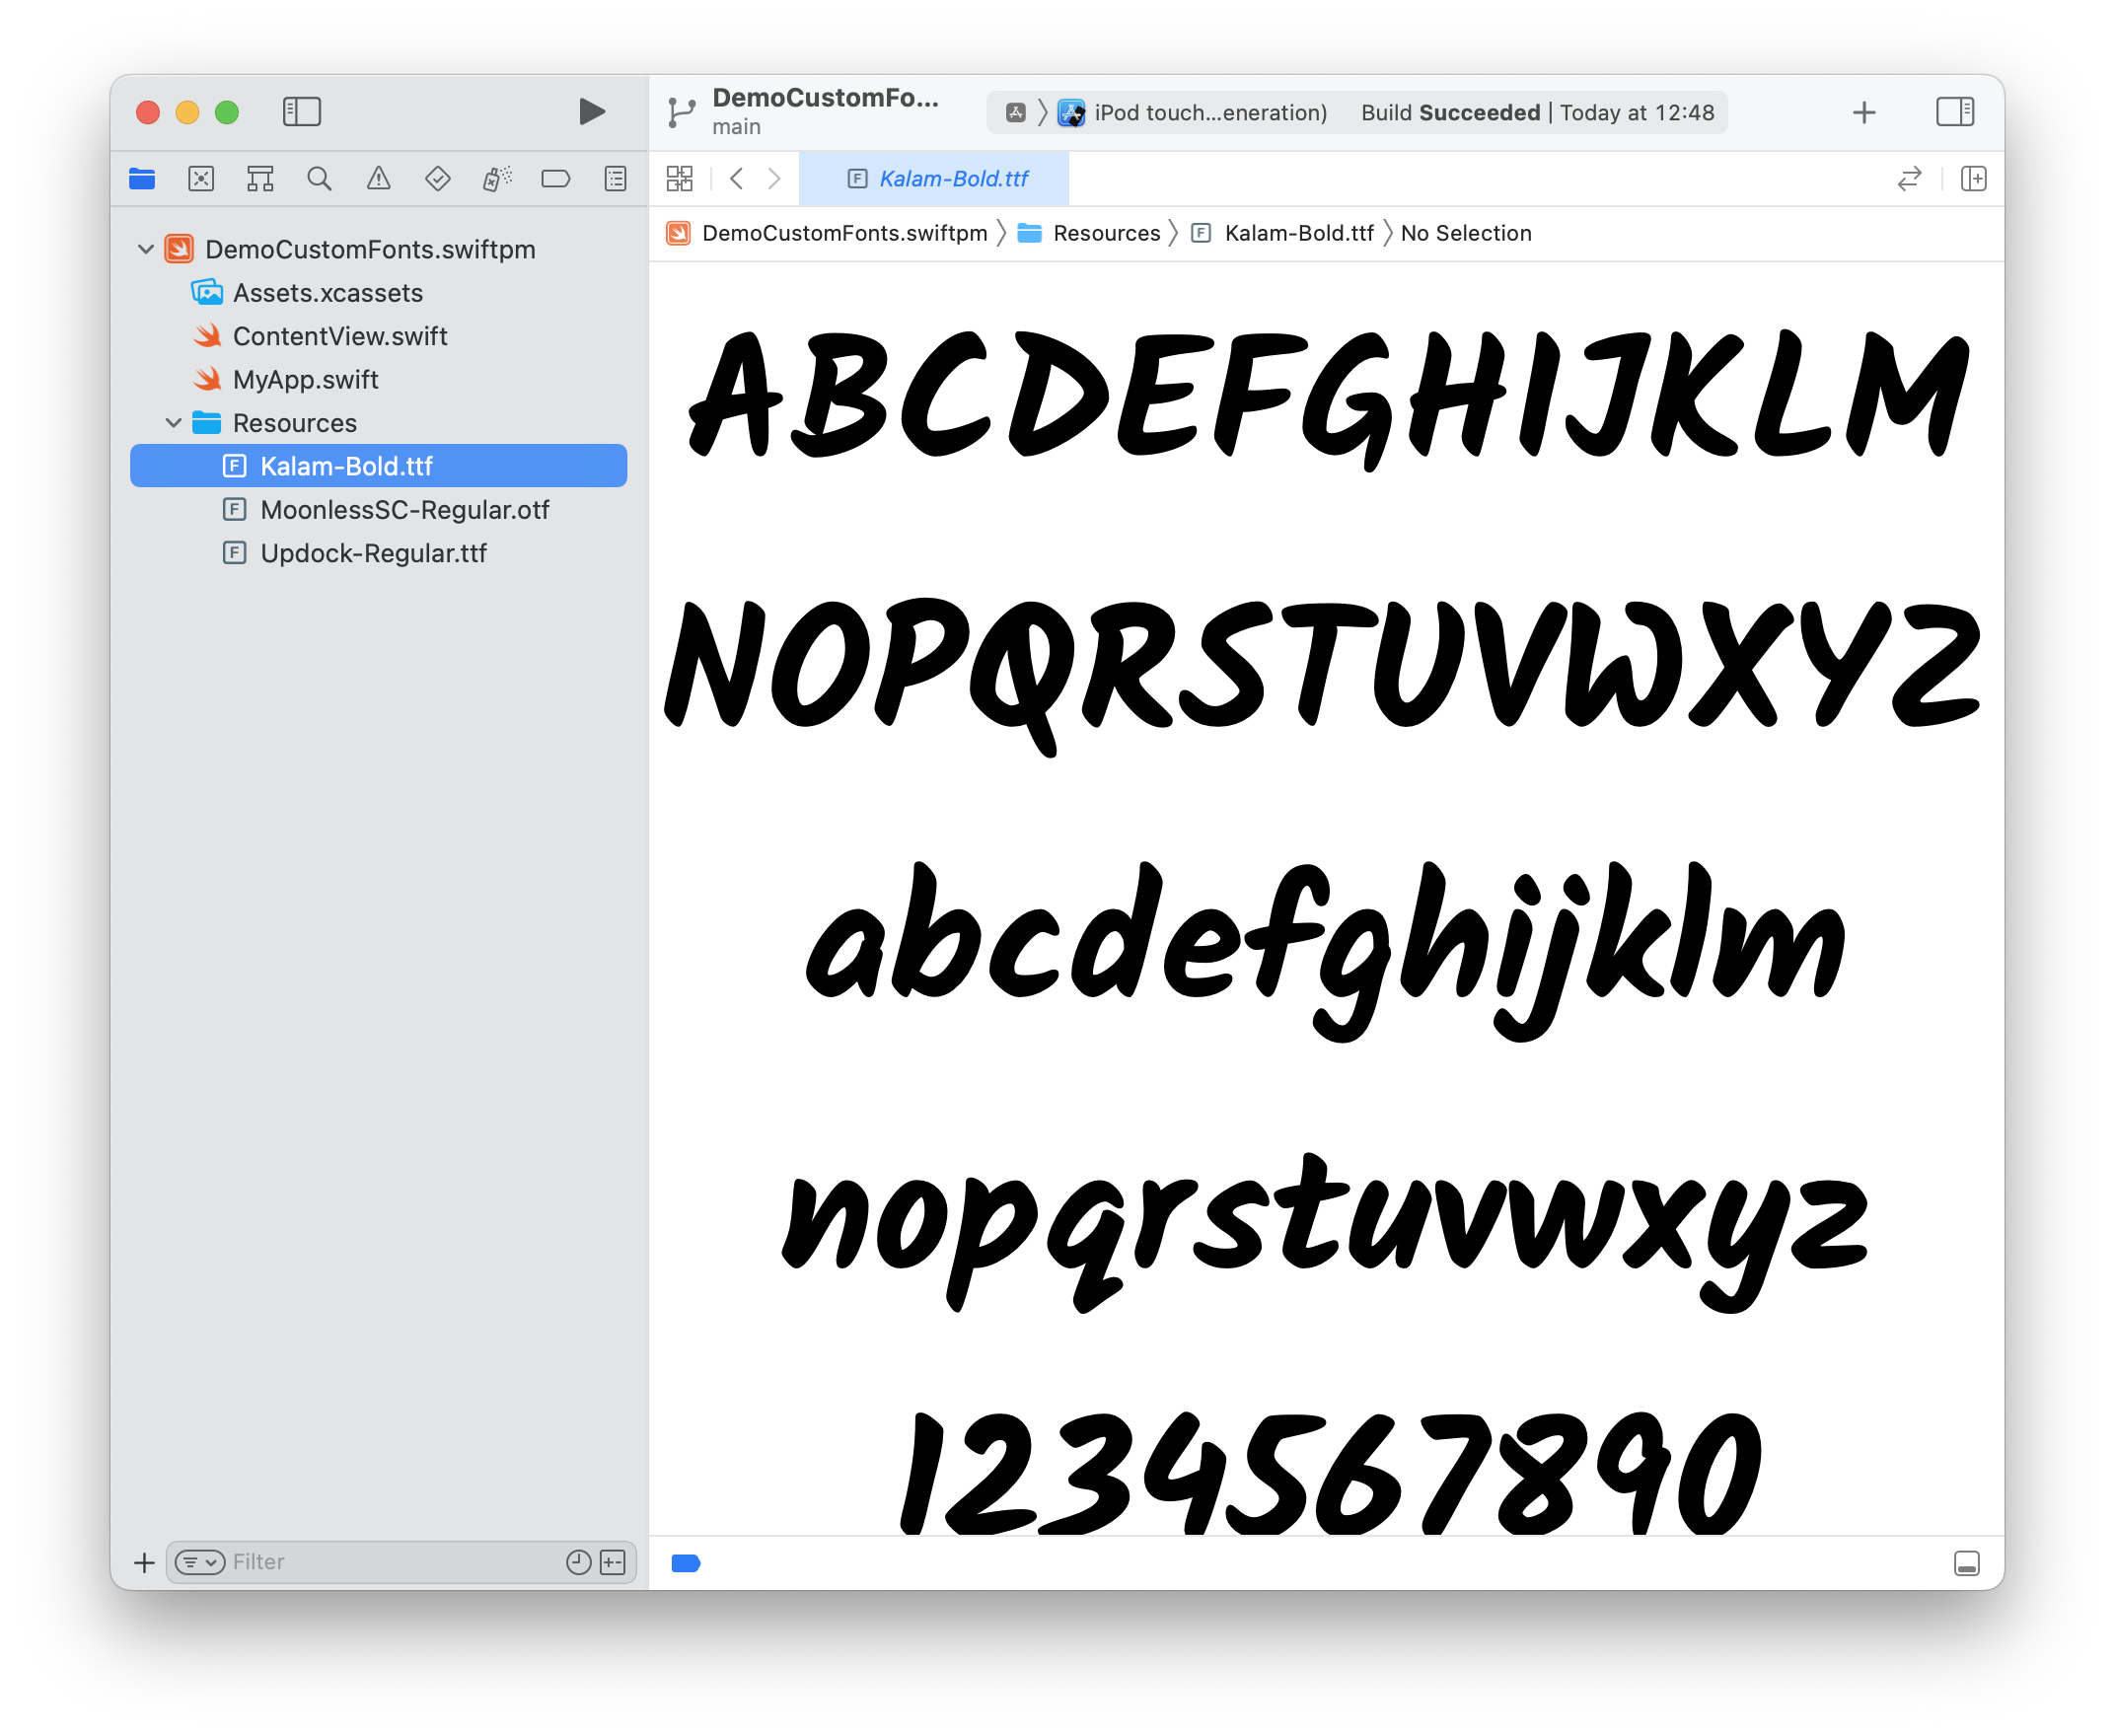 DemoCustomFo...
main
iPod touch...eneration)
Build Succeeded | Today at 12:48
Kalam-Bold.ttf
DemoCustomFonts.swiftpm
Resources
Kalam-Bold.ttf
No Selection
DemoCustomFonts.swiftpm
Assets.xcassets
ContentView.swift
MyApp.swift
Resources
Kalam-Bold.ttf
MoonlessSC-Regular.otf
Updock-Regular.ttf
Filter
ABCDEFGHIJKLM
NOPQRSTUVWXYZ
abcdefghijklm
nopqrstuvwxyz
1234567890